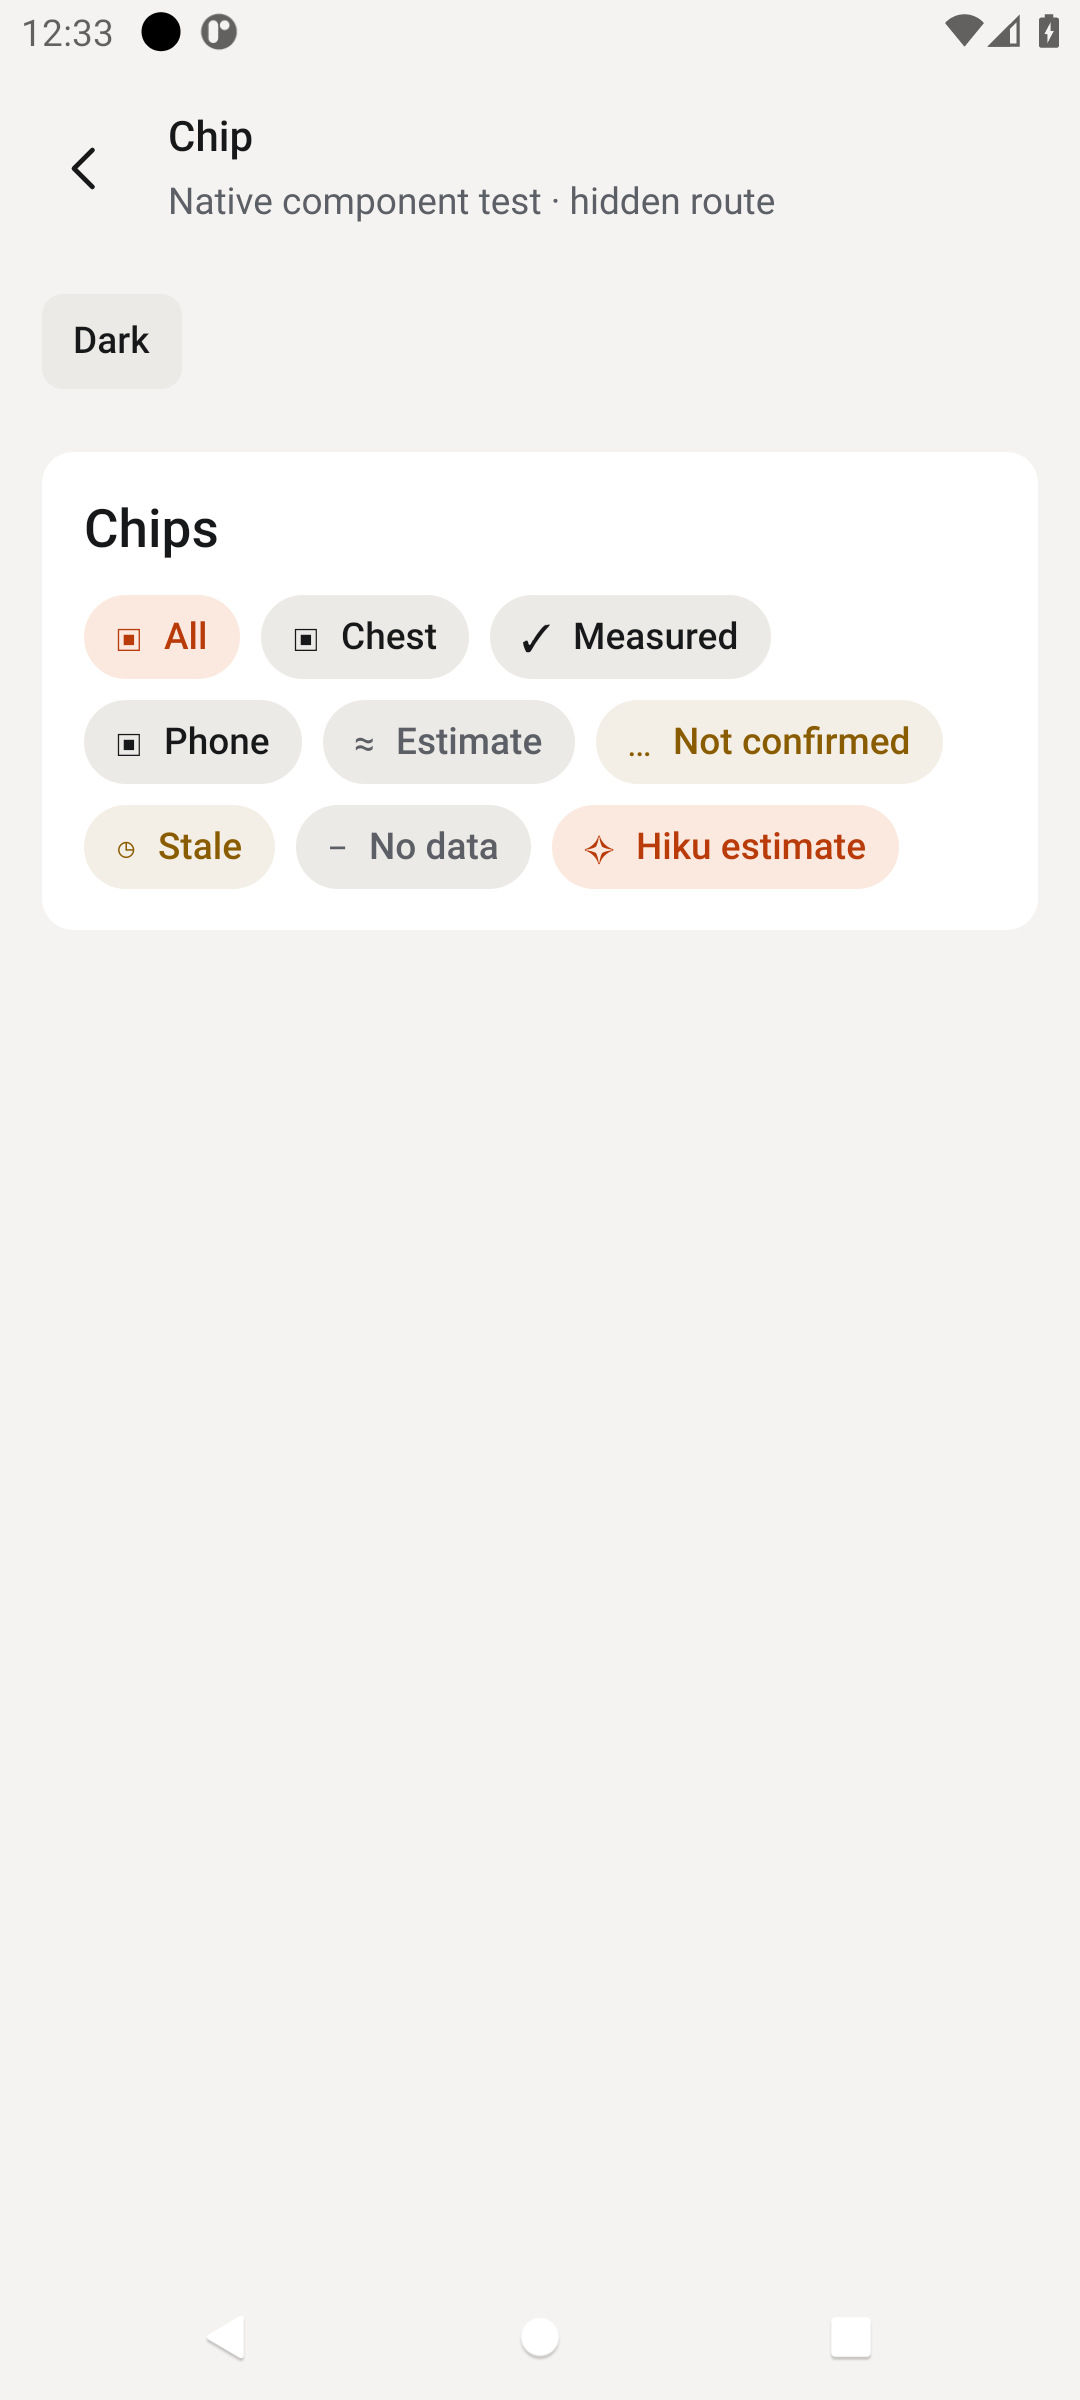 12:33
Chip
Native component test · hidden route
Dark
Chips
▣ All ▣ Chest ✓ Measured
▣ Phone ≈ Estimate … Not confirmed
◷ Stale – No data ✧ Hiku estimate